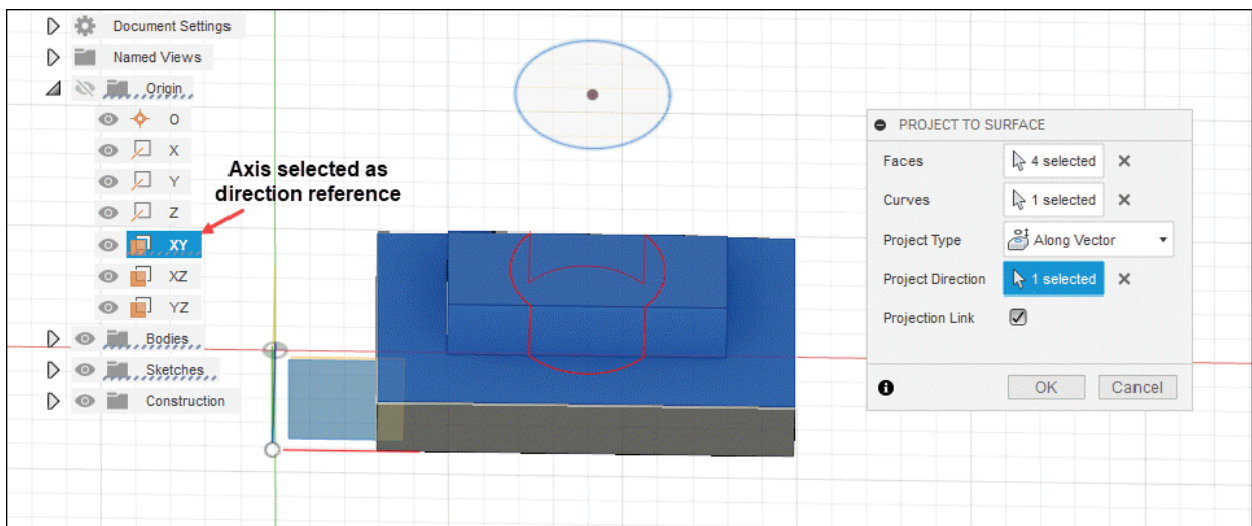 Document Settings
Named Views
Origin
O
X
Y
Z
XY
XZ
YZ
Bodies
Sketches
Construction
Axis selected as
direction reference
PROJECT TO SURFACE
Faces 4 selected
Curves 1 selected
Project Type Along Vector
Project Direction 1 selected
Projection Link
OK Cancel